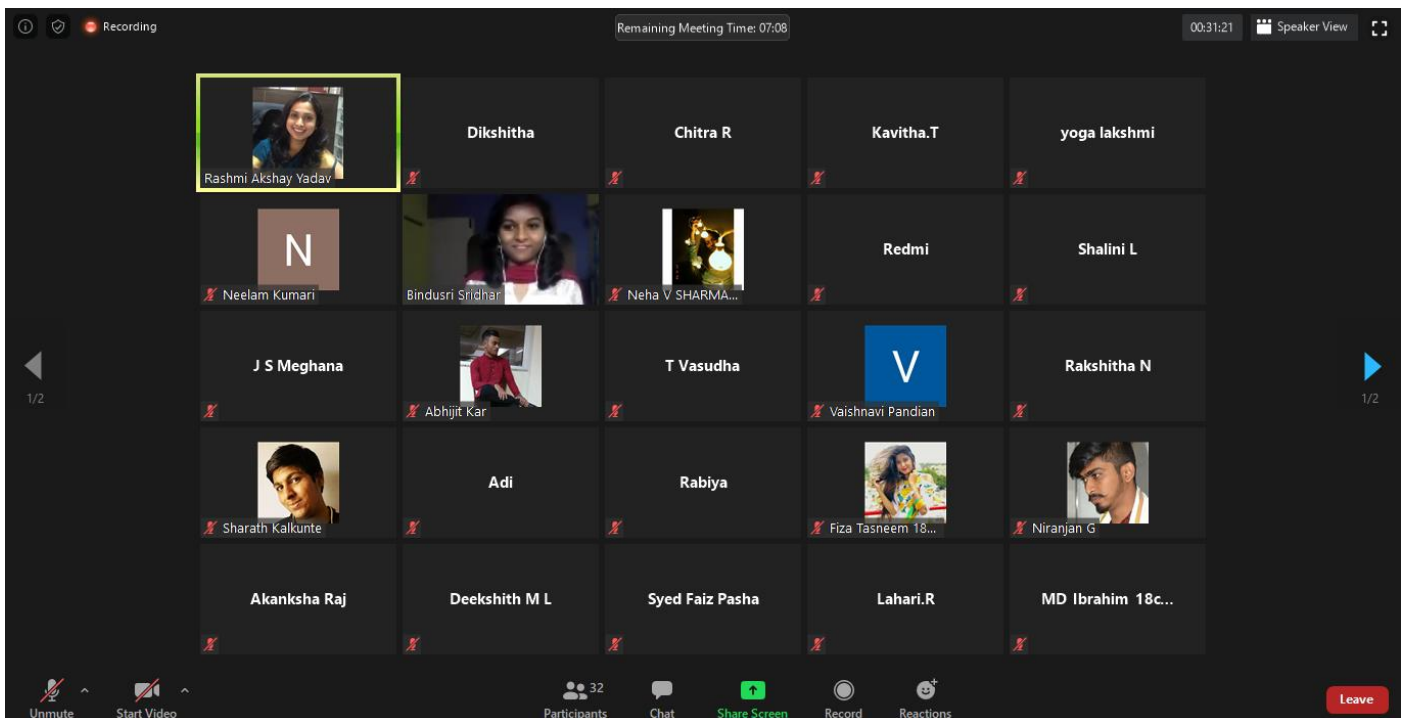 Recording
Remaining Meeting Time: 07:08
00:31:21
Speaker View
Rashmi Akshay Yadav
Dikshitha
Chitra R
Kavitha.T
yoga lakshmi
N
Neelam Kumari
Bindusri Sridhar
Neha V SHARMA...
Redmi
Shalini L
1/2
J S Meghana
Abhijit Kar
T Vasudha
V
Vaishnavi Pandian
Rakshitha N
1/2
Sharath Kalkunte
Adi
Rabiya
Fiza Tasneem 18...
Niranjan G
Akanksha Raj
Deekshith M L
Syed Faiz Pasha
Lahari.R
MD Ibrahim 18c...
Unmute
Start Video
32
Participants
Chat
Share Screen
Record
Reactions
Leave